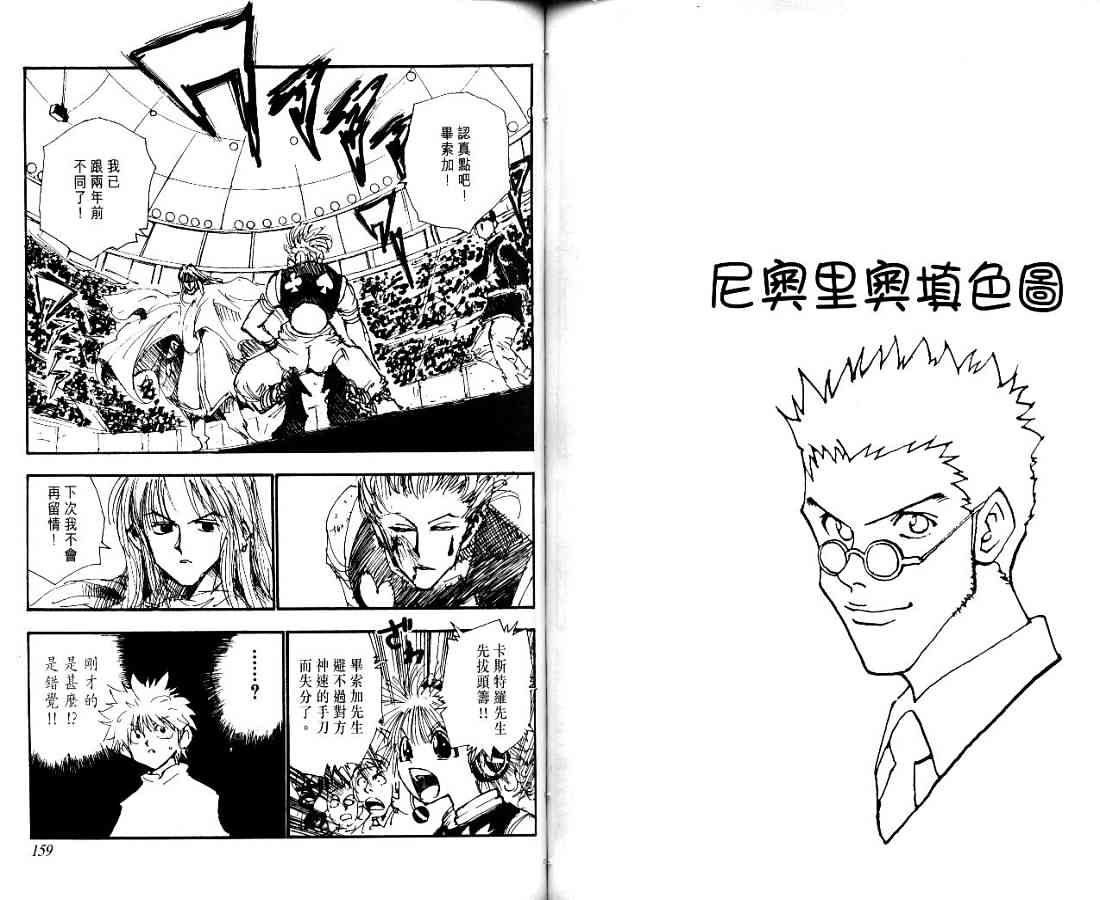 尼奧里奧填色圖
認真點吧！
畢索加！
我已
跟兩年前
不同了！
下次我不會
再留情！
卡斯特羅先生
先拔頭籌!!
畢索加先生
避不過對方
神速的手刀
而失分了。
……？
剛才的
是甚麼!?
是錯覺!!
ざわ
159